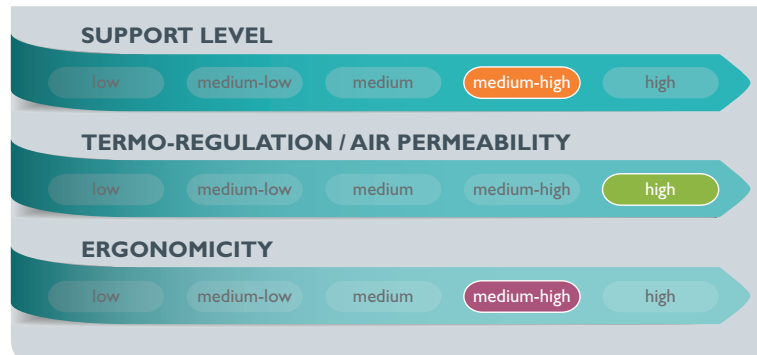 SUPPORT LEVEL
low medium-low medium medium-high high
TERMO-REGULATION / AIR PERMEABILITY
low medium-low medium medium-high high
ERGONOMICITY
low medium-low medium medium-high high